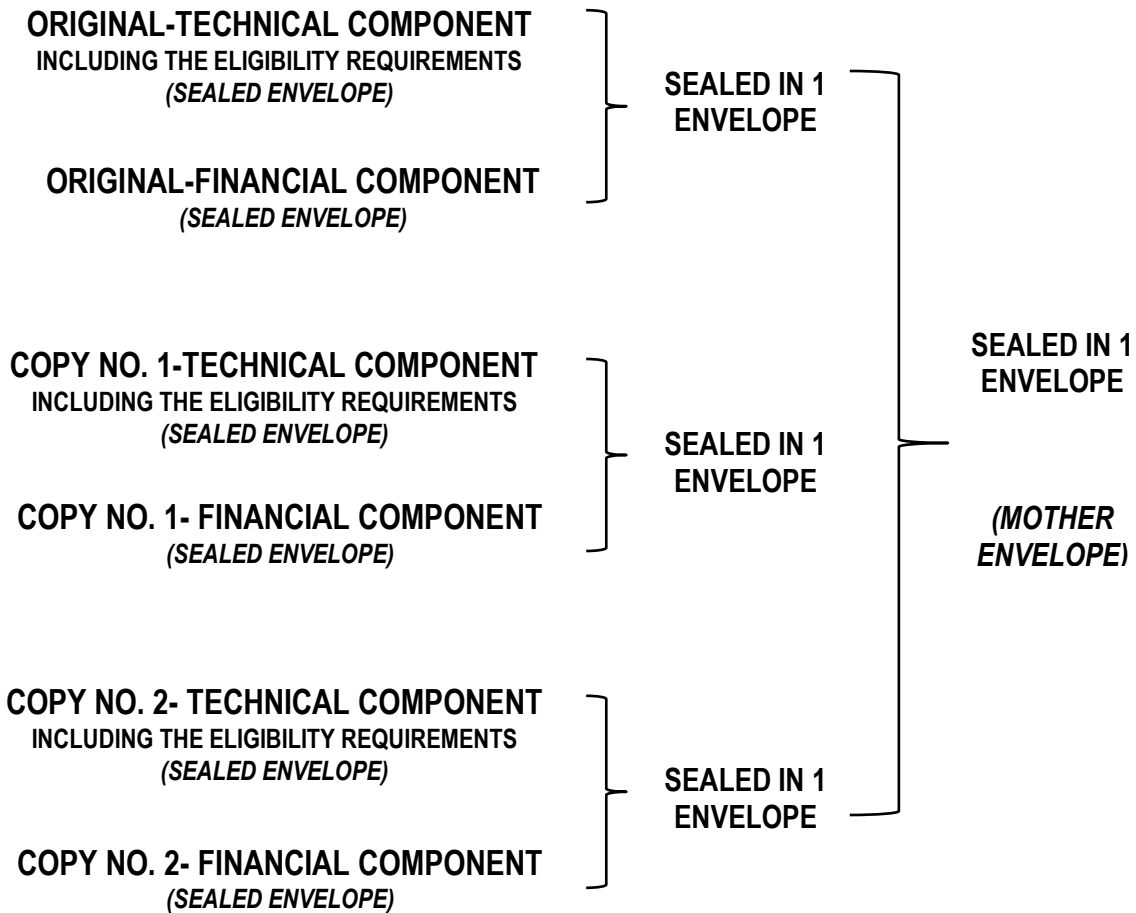 ORIGINAL-TECHNICAL COMPONENT
INCLUDING THE ELIGIBILITY REQUIREMENTS
(SEALED ENVELOPE)
ORIGINAL-FINANCIAL COMPONENT
(SEALED ENVELOPE)
SEALED IN 1
ENVELOPE
COPY NO. 1-TECHNICAL COMPONENT
INCLUDING THE ELIGIBILITY REQUIREMENTS
(SEALED ENVELOPE)
COPY NO. 1- FINANCIAL COMPONENT
(SEALED ENVELOPE)
SEALED IN 1
ENVELOPE
COPY NO. 2- TECHNICAL COMPONENT
INCLUDING THE ELIGIBILITY REQUIREMENTS
(SEALED ENVELOPE)
COPY NO. 2- FINANCIAL COMPONENT
(SEALED ENVELOPE)
SEALED IN 1
ENVELOPE
SEALED IN 1
ENVELOPE
(MOTHER
ENVELOPE)